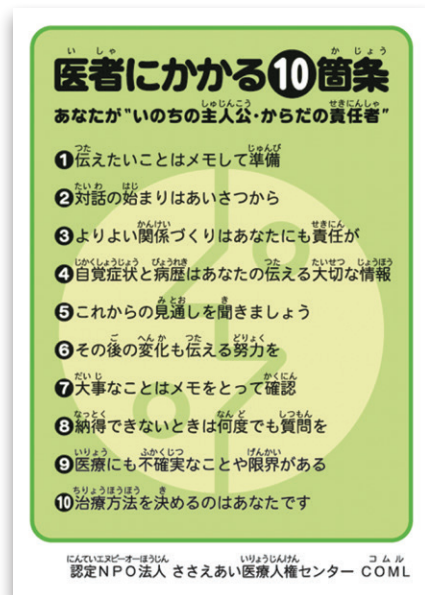 医者にかかる10箇条
あなたが"いのちの主人公・からだの責任者"
❶伝えたいことはメモして準備
❷対話の始まりはあいさつから
❸よりよい関係づくりはあなたにも責任が
❹自覚症状と病歴はあなたの伝える大切な情報
❺これからの見通しを聞きましょう
❻その後の変化も伝える努力を
❼大事なことはメモをとって確認
❽納得できないときは何度でも質問を
❾医療にも不確実なことや限界がある
❿治療方法を決めるのはあなたです
認定NPO法人 ささえあい医療人権センター COML